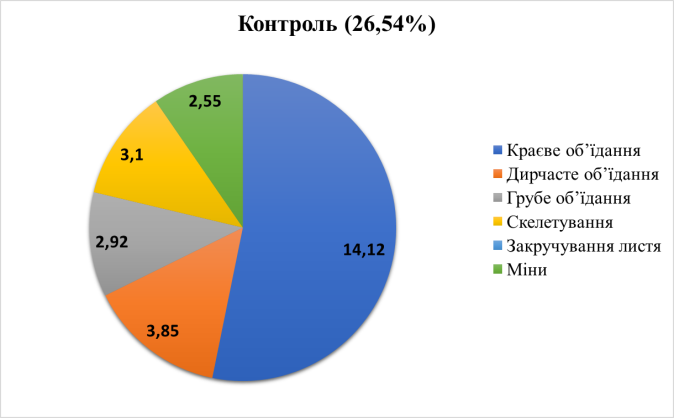 Контроль (26,54%)
2,55
3,1
2,92
14,12
3,85
Краєве об’їдання
Дирчасте об’їдання
Грубе об’їдання
Скелетування
Закручування листя
Міни